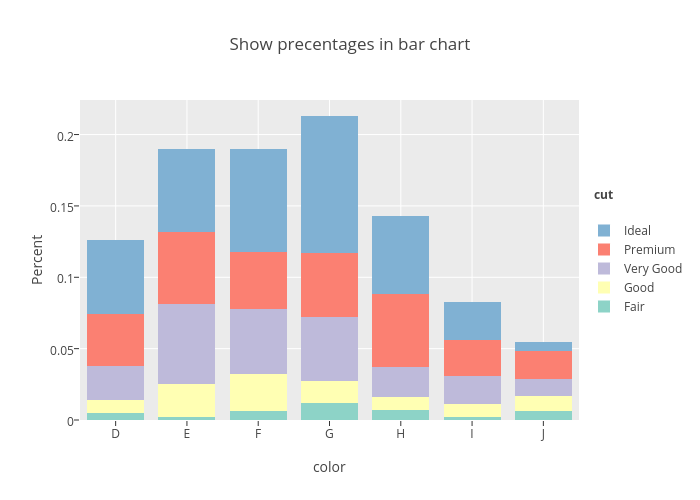 Show precentages in bar chart
Percent
0.2
0.15
0.1
0.05
0
D E F G H I J
color
cut
Ideal
Premium
Very Good
Good
Fair